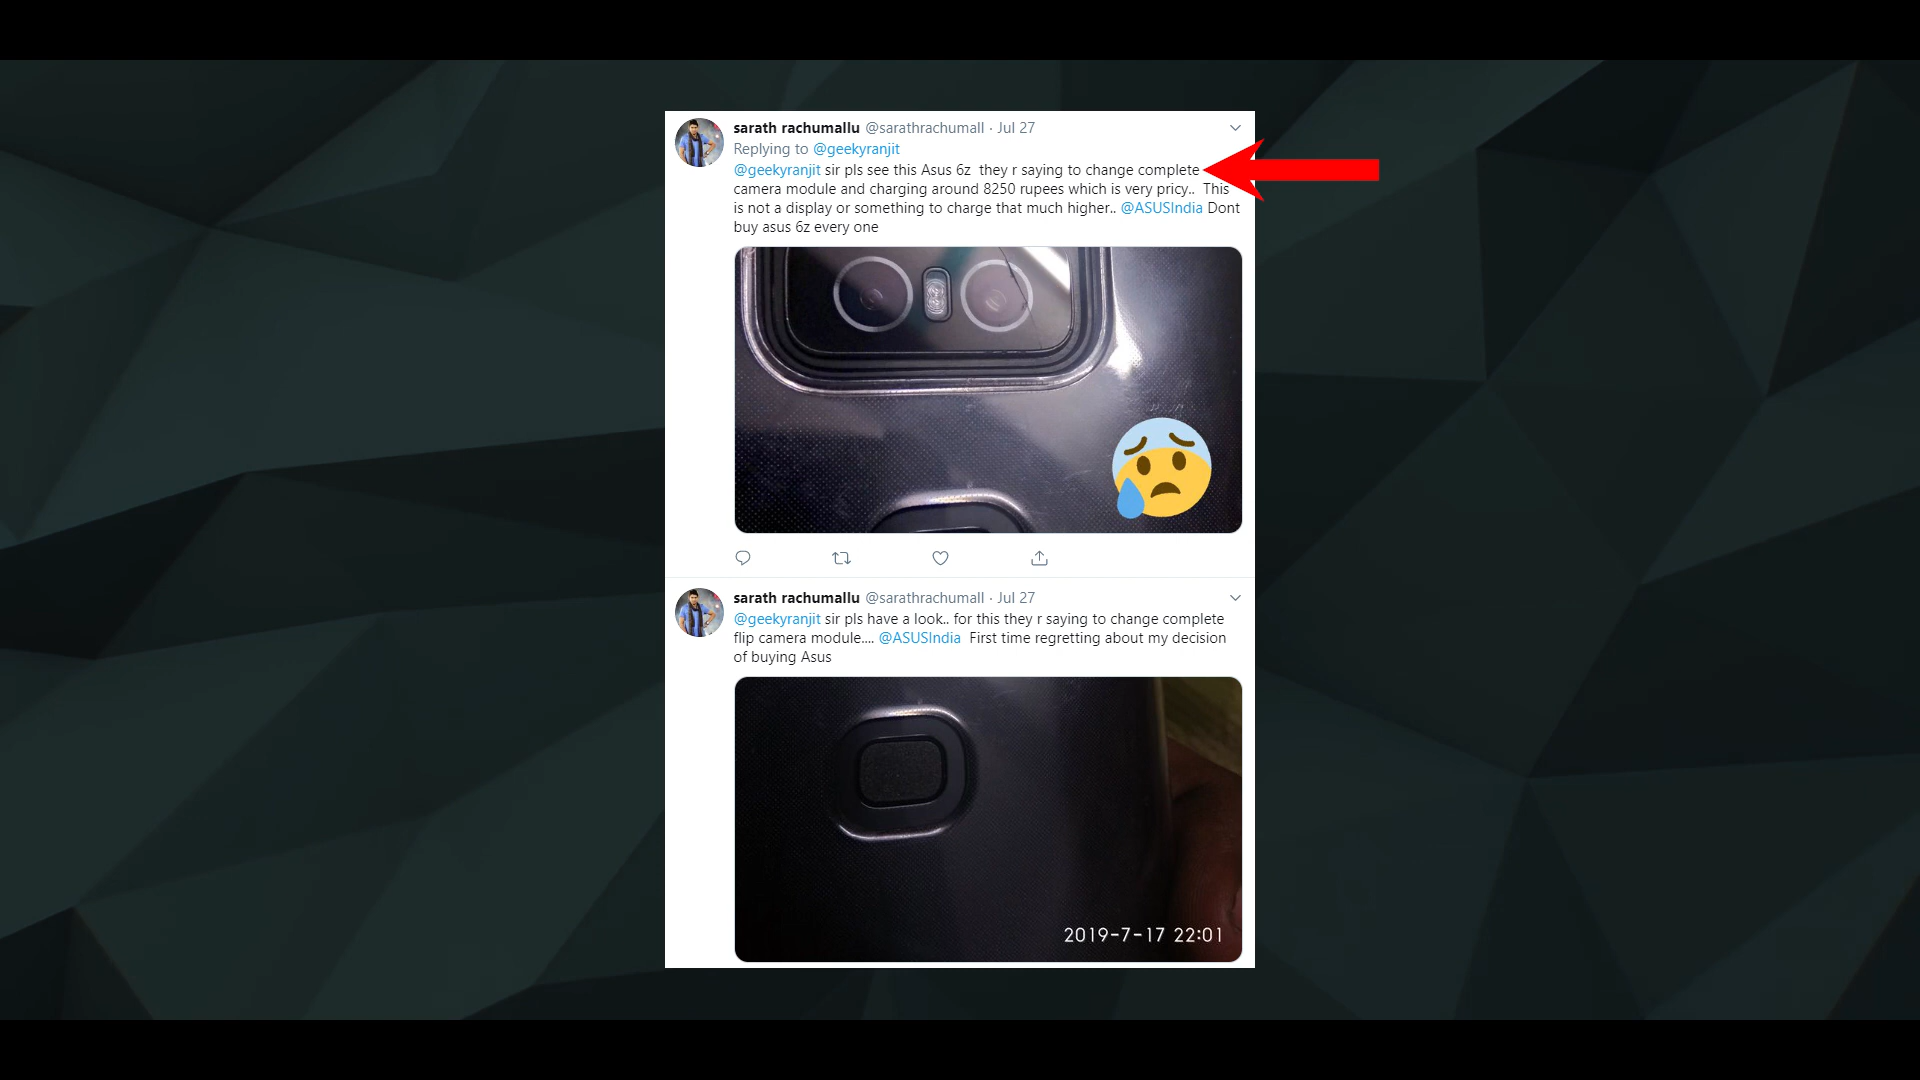 sarath rachumallu @sarathrachumall · Jul 27
Replying to @geekyranjit
@geekyranjit sir pls see this Asus 6z  they r saying to change complete
camera module and charging around 8250 rupees which is very pricy..  This
is not a display or something to charge that much higher.. @ASUSIndia Dont
buy asus 6z every one
sarath rachumallu @sarathrachumall · Jul 27
@geekyranjit sir pls have a look.. for this they r saying to change complete
flip camera module.... @ASUSIndia  First time regretting about my decision
of buying Asus
2019-7-17 22:01